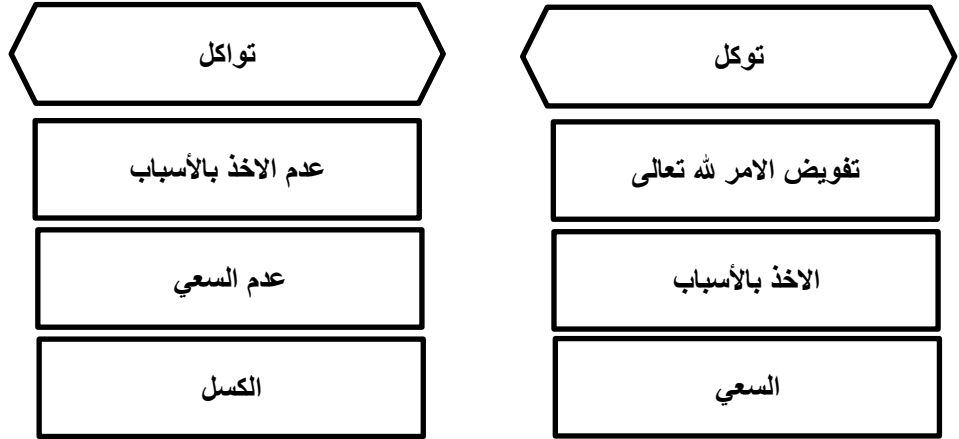 توكل
تفويض الامر لله تعالى
الاخذ بالأسباب
السعي
تواكل
عدم الاخذ بالأسباب
عدم السعي
الكسل